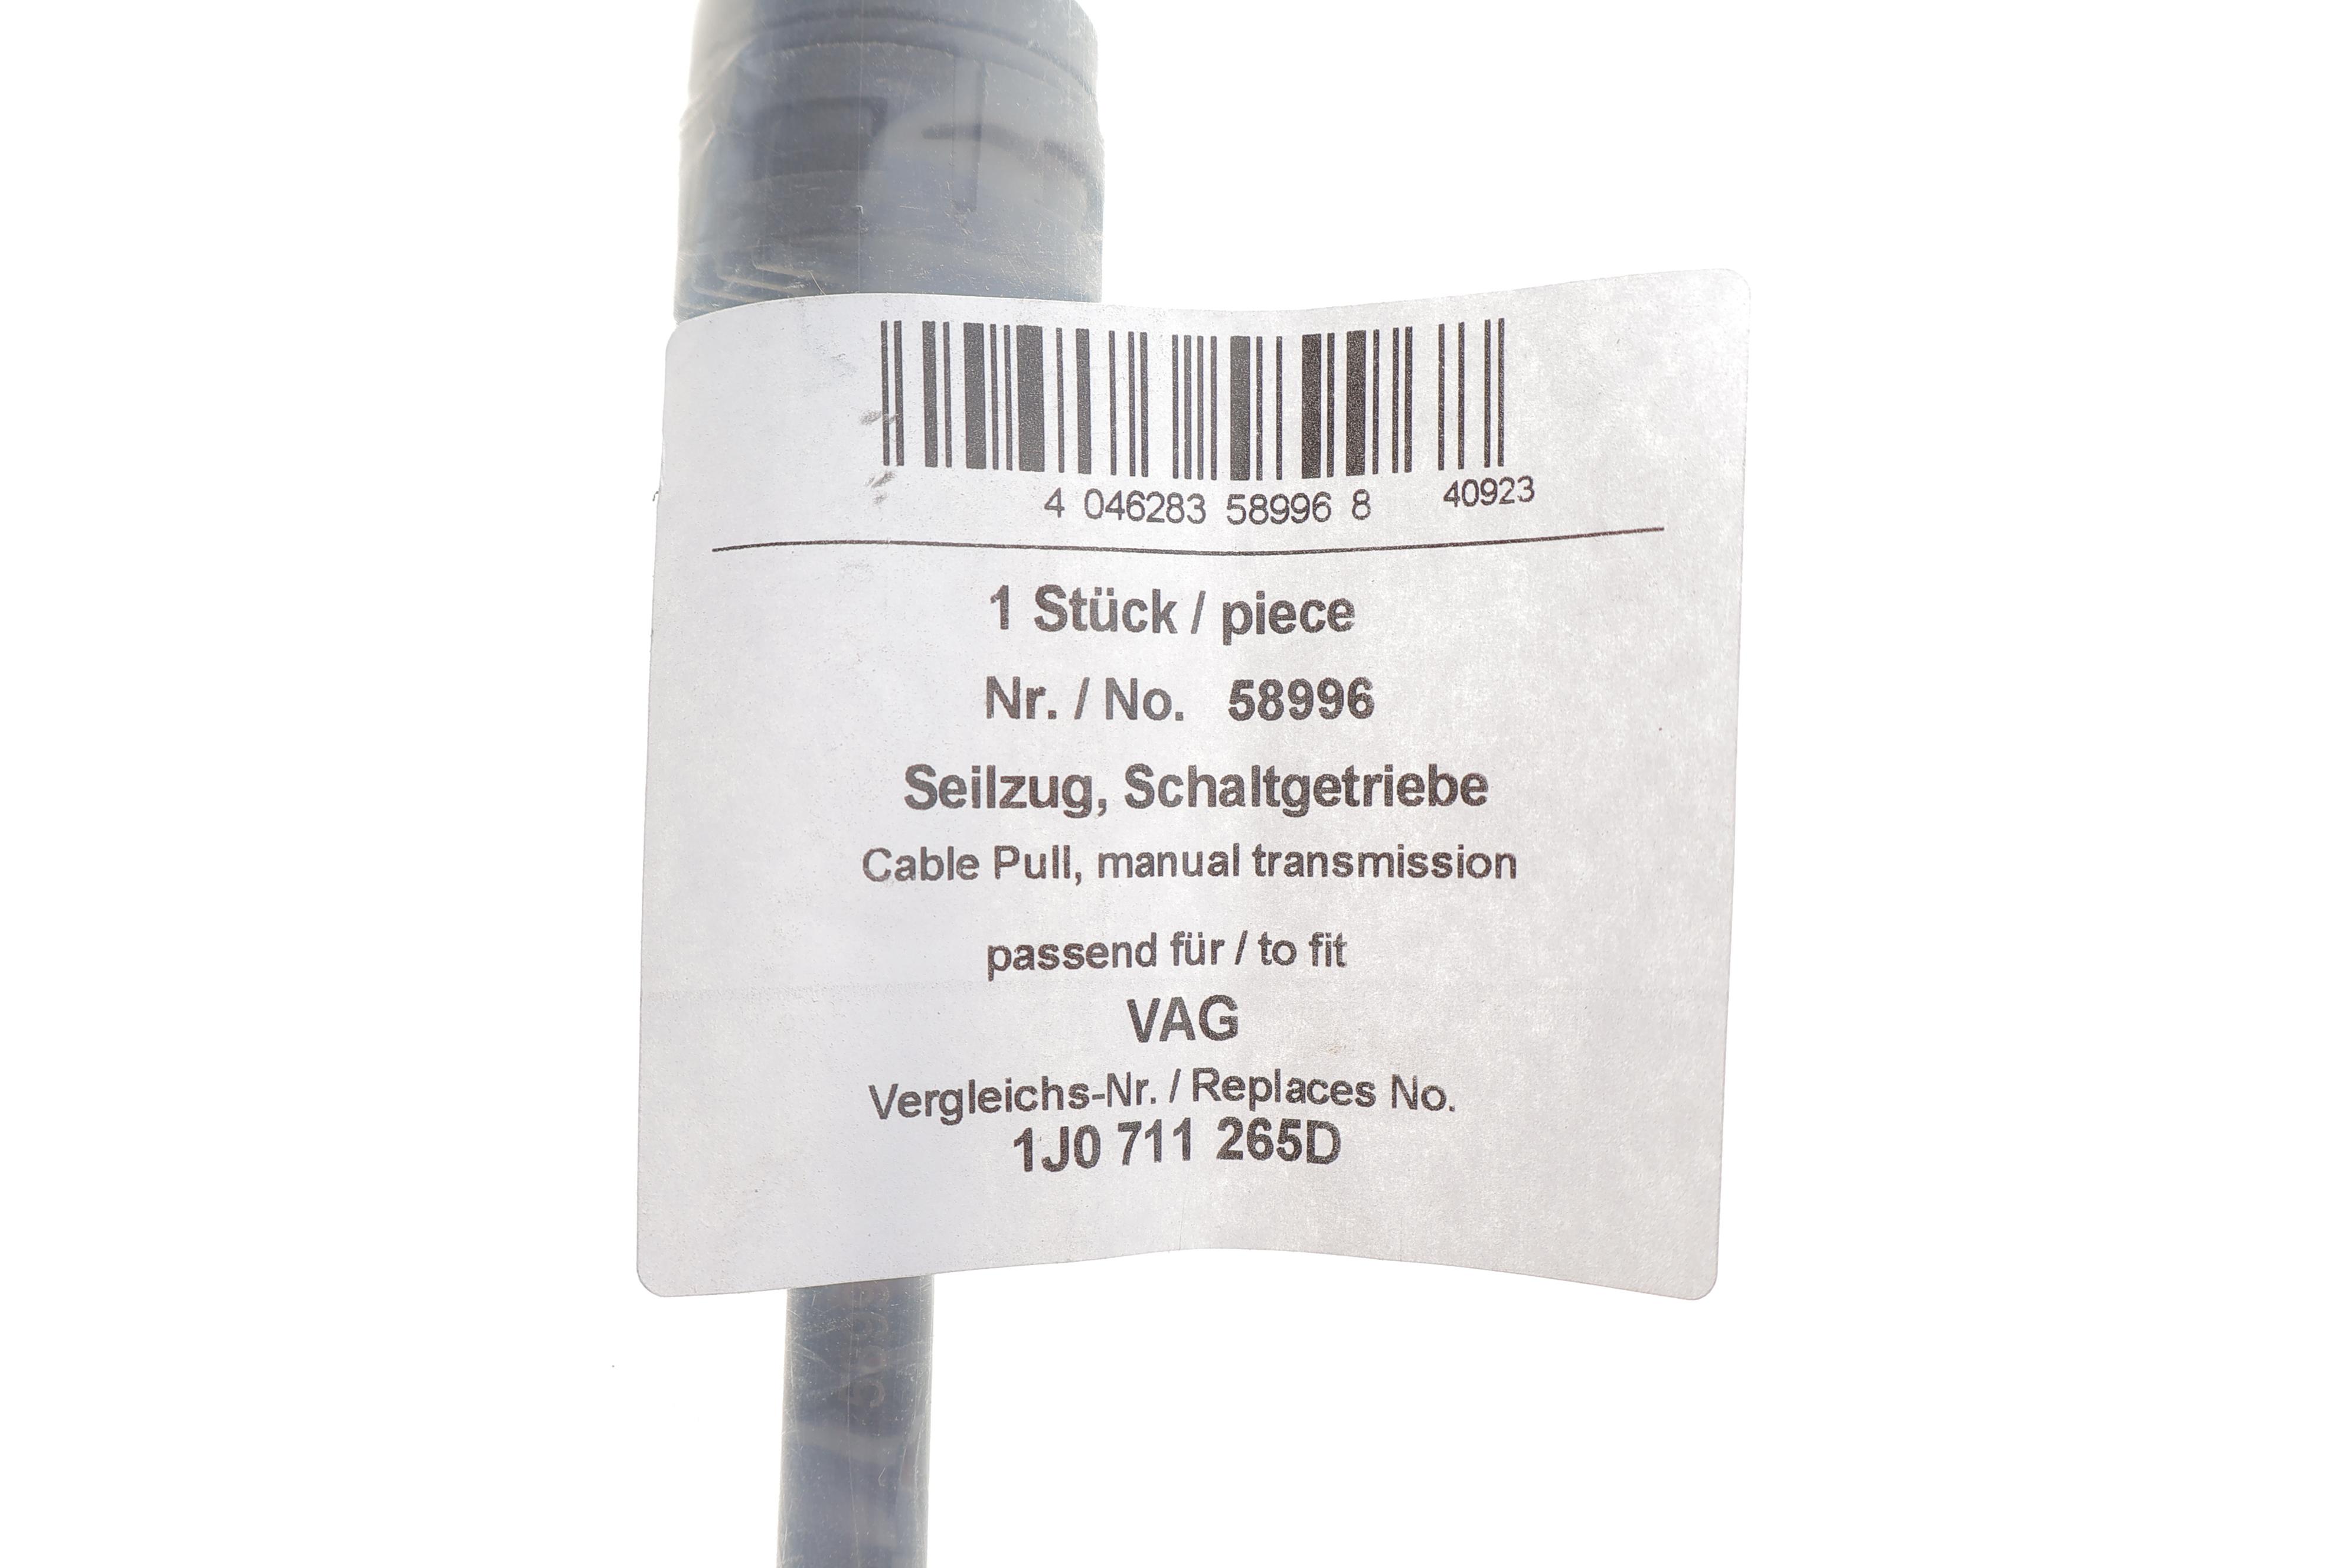 4 046283 58996 8 40923
1 Stück / piece
Nr. / No. 58996
Seilzug, Schaltgetriebe
Cable Pull, manual transmission
passend für / to fit
VAG
Vergleichs-Nr. / Replaces No.
1J0 711 265D